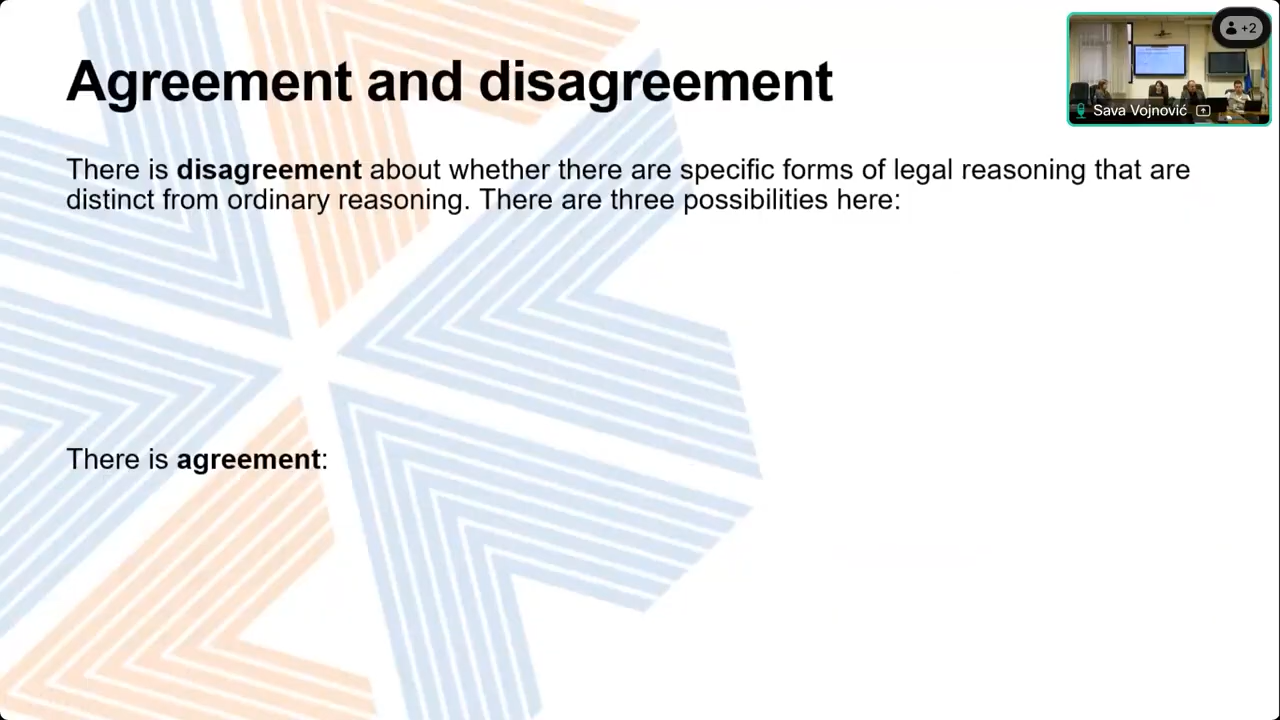 Agreement and disagreement
+2
Sava Vojnović
There is disagreement about whether there are specific forms of legal reasoning that are
distinct from ordinary reasoning. There are three possibilities here:
There is agreement: